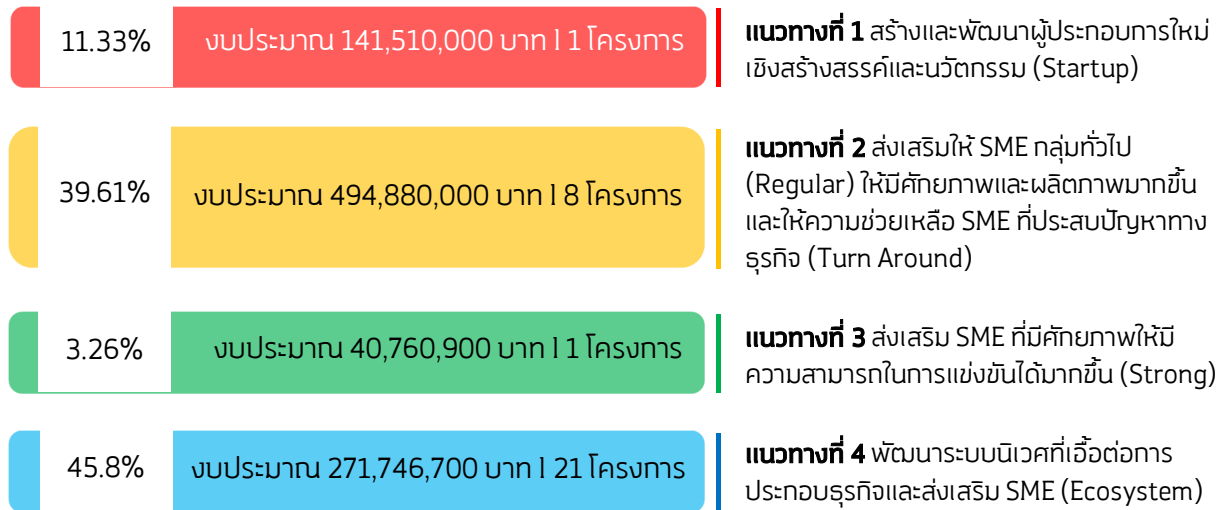 11.33%
งบประมาณ 141,510,000 บาท l 1 โครงการ
แนวทางที่ 1 สร้างและพัฒนาผู้ประกอบการใหม่
เชิงสร้างสรรค์และนวัตกรรม (Startup)
39.61%
งบประมาณ 494,880,000 บาท l 8 โครงการ
แนวทางที่ 2 ส่งเสริมให้ SME กลุ่มทั่วไป
(Regular) ให้มีศักยภาพและผลิตภาพมากขึ้น
และให้ความช่วยเหลือ SME ที่ประสบปัญหาทาง
ธุรกิจ (Turn Around)
3.26%
งบประมาณ 40,760,900 บาท l 1 โครงการ
แนวทางที่ 3 ส่งเสริม SME ที่มีศักยภาพให้มี
ความสามารถในการแข่งขันได้มากขึ้น (Strong)
45.8%
งบประมาณ 271,746,700 บาท l 21 โครงการ
แนวทางที่ 4 พัฒนาระบบนิเวศที่เอื้อต่อการ
ประกอบธุรกิจและส่งเสริม SME (Ecosystem)